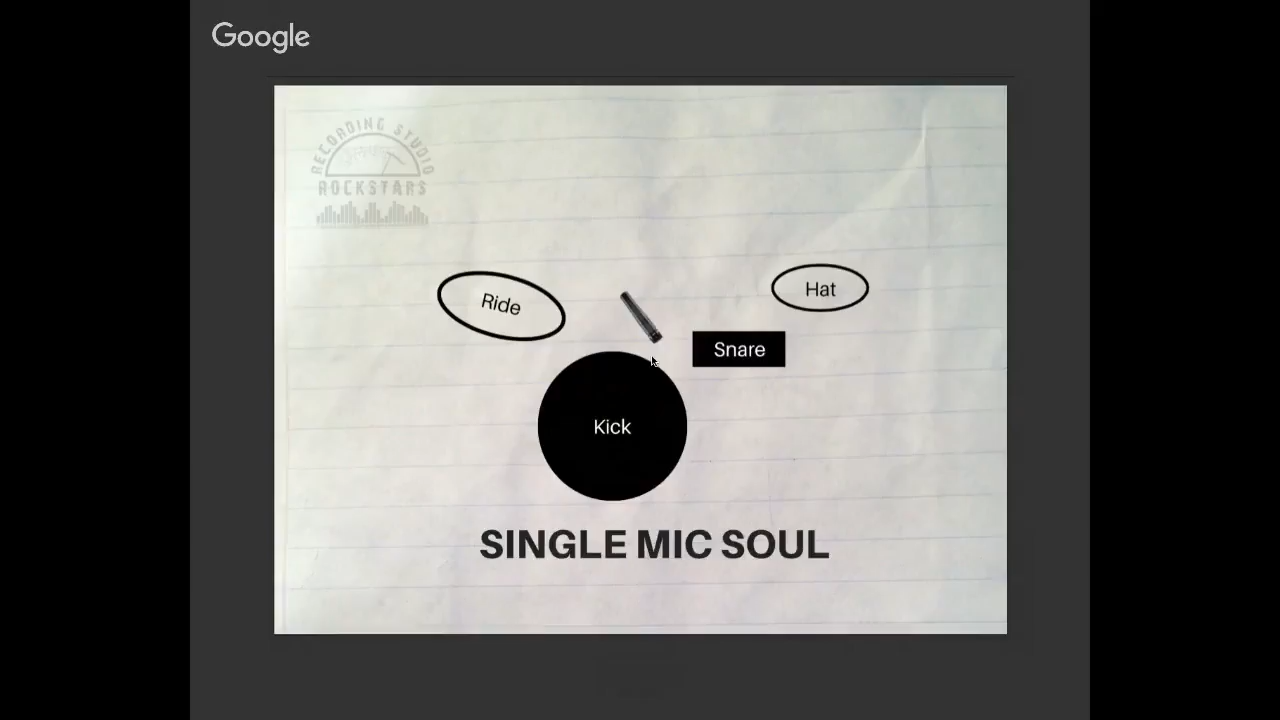 Google
RECORDING STUDIO
ROCKSTARS
Ride
Hat
Snare
Kick
SINGLE MIC SOUL